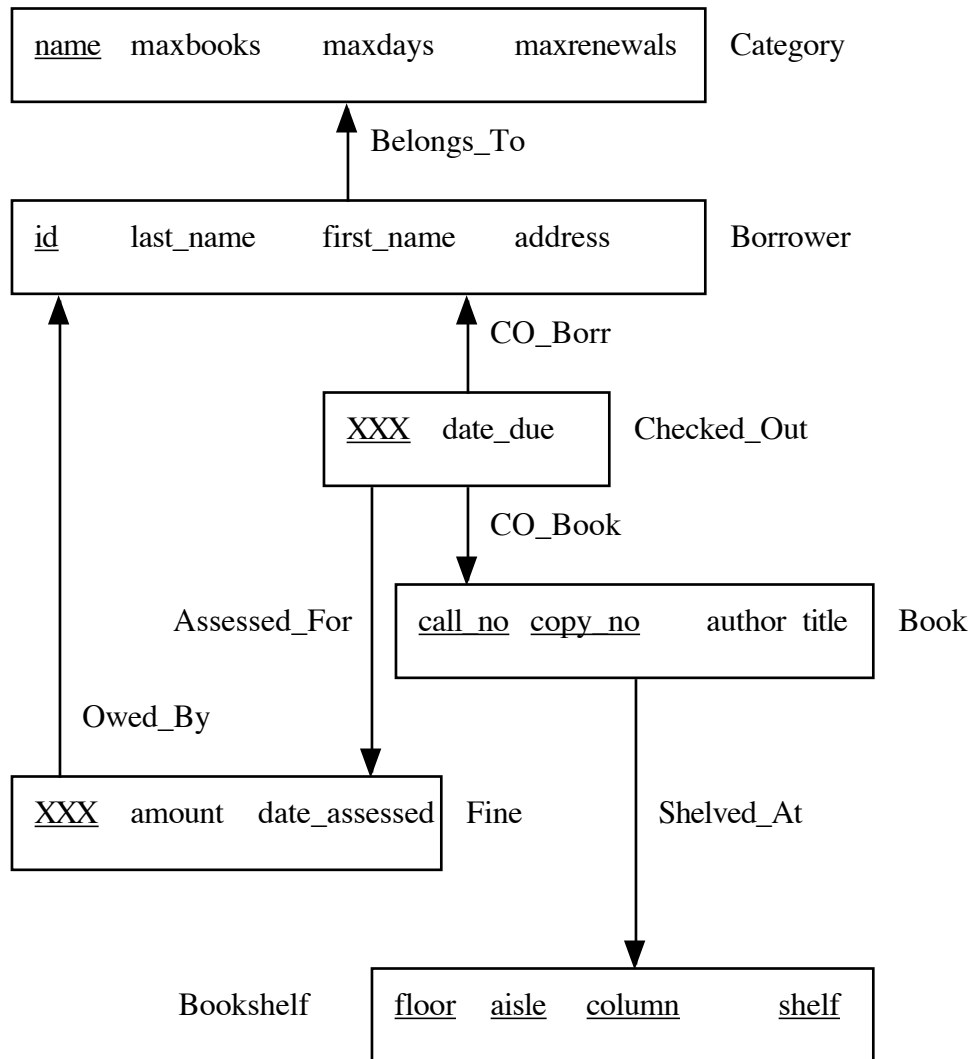 name maxbooks maxdays maxrenewals Category
Belongs_To
id last_name first_name address Borrower
CO_Borr
XXX date_due Checked_Out
CO_Book
Assessed_For call_no copy_no author title Book
Owed_By
XXX amount date_assessed Fine Shelved_At
Bookshelf floor aisle column shelf